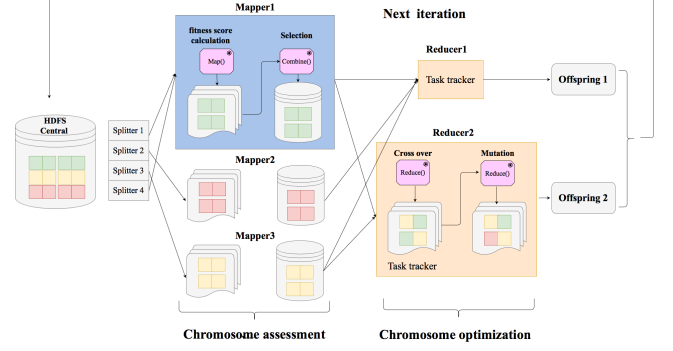 Mapper1
Next iteration
fitness score
calculation
Selection
Map()
Combine()
Reducer1
Task tracker
Offspring 1
HDFS
Central
Splitter 1
Splitter 2
Splitter 3
Splitter 4
Reducer2
Mapper2
Cross over
Mutation
Reduce()
Reduce()
Offspring 2
Mapper3
Task tracker
Chromosome assessment
Chromosome optimization